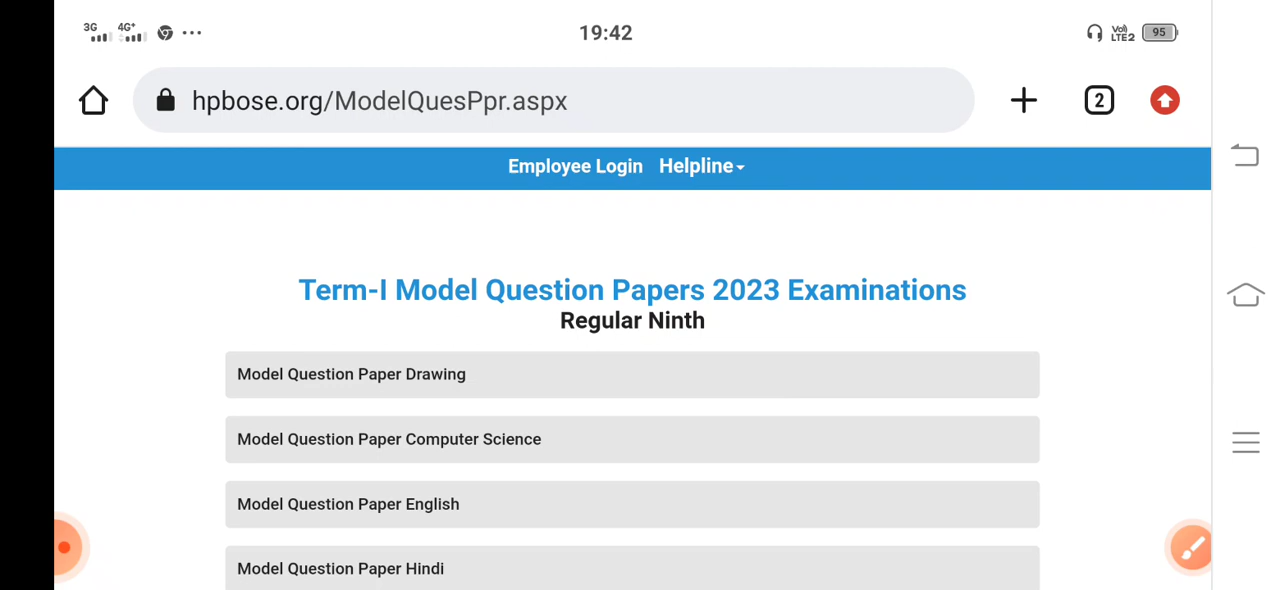 3G 4G+ ... 19:42 Vo) LTE2 95
hpbose.org/ModelQuesPpr.aspx 2
Employee Login Helpline
Term-I Model Question Papers 2023 Examinations
Regular Ninth
Model Question Paper Drawing
Model Question Paper Computer Science
Model Question Paper English
Model Question Paper Hindi